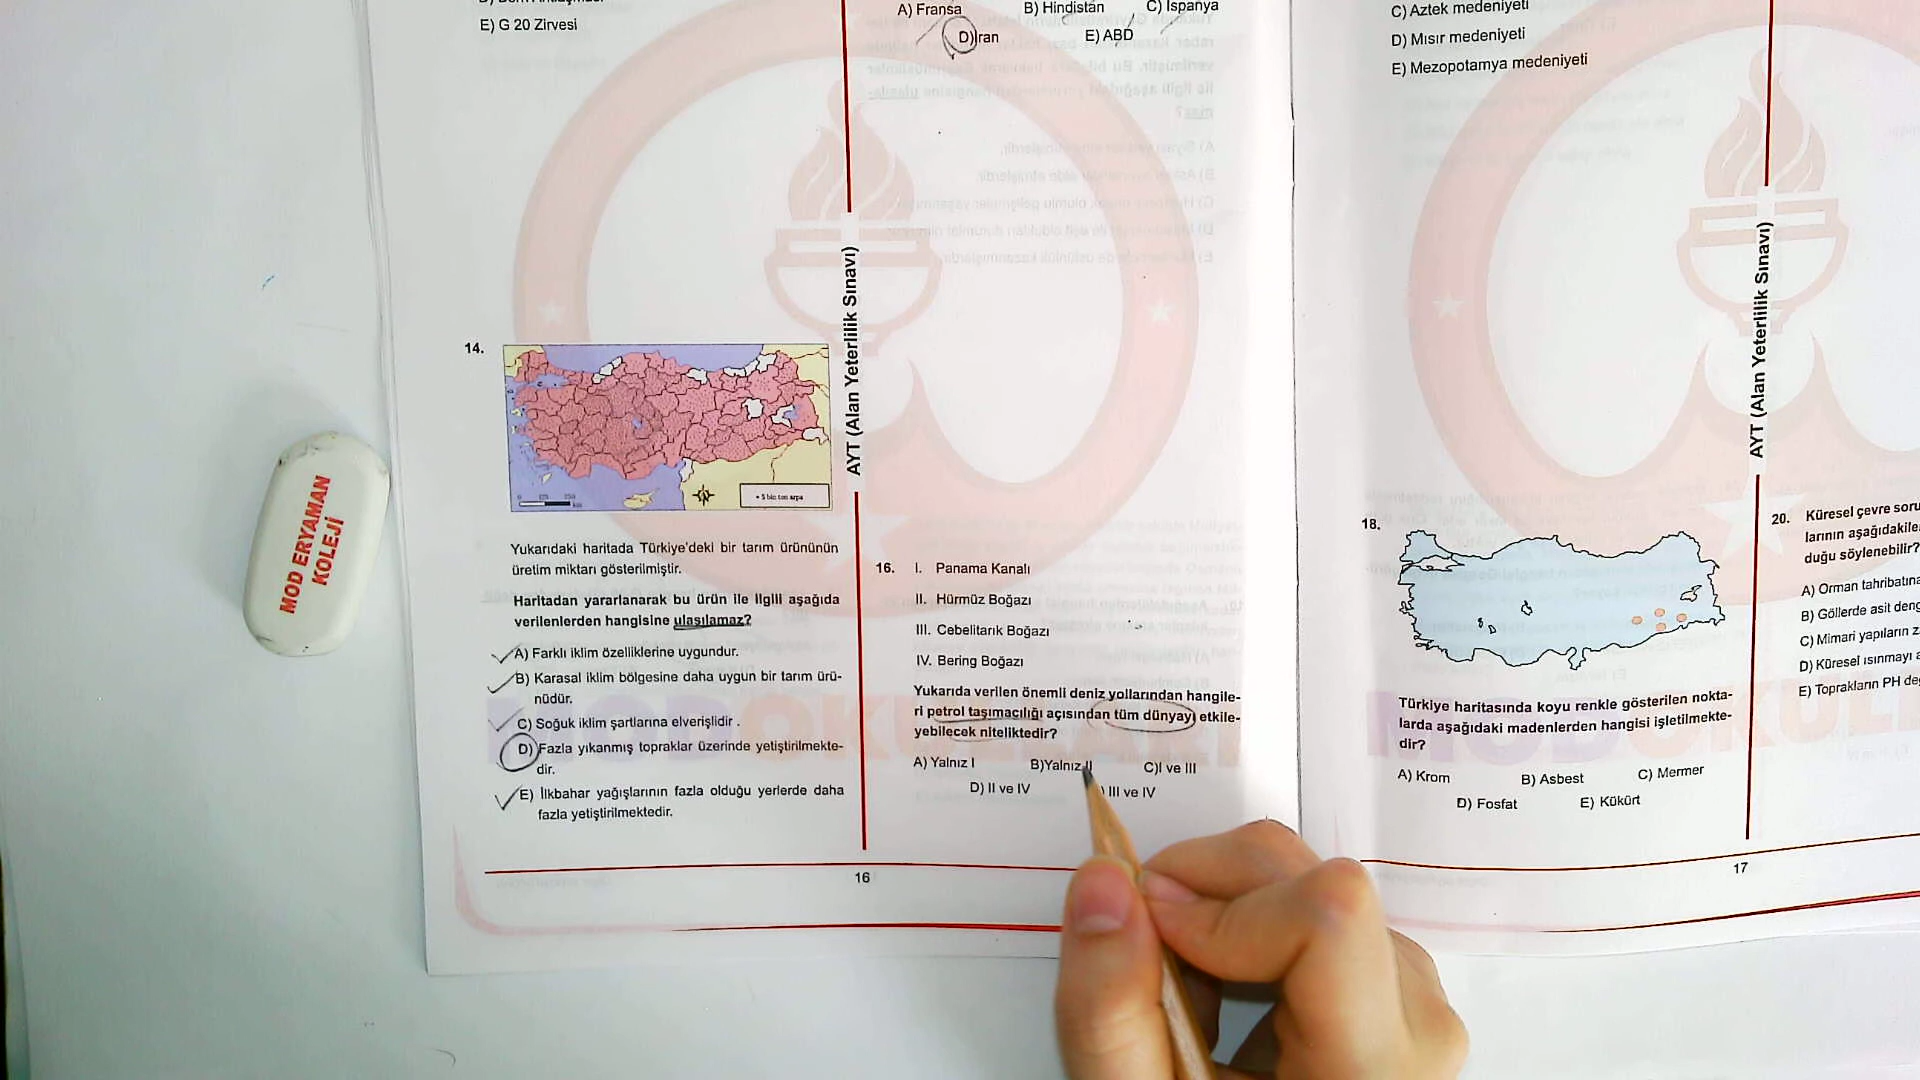 E) G 20 Zirvesi
A) Fransa
B) Hindistan
C) İspanya
D) İran
E) ABD
14.
• 5 bin ton arpa
Yukarıdaki haritada Türkiye'deki bir tarım ürününün
üretim miktarı gösterilmiştir.
Haritadan yararlanarak bu ürün ile ilgili aşağıda
verilenlerden hangisine ulaşılamaz?
A) Farklı iklim özelliklerine uygundur.
B) Karasal iklim bölgesine daha uygun bir tarım ürü-
nüdür.
C) Soğuk iklim şartlarına elverişlidir .
D) Fazla yıkanmış topraklar üzerinde yetiştirilmekte-
dir.
E) İlkbahar yağışlarının fazla olduğu yerlerde daha
fazla yetiştirilmektedir.
16
AYT (Alan Yeterlilik Sınavı)
16. I. Panama Kanalı
II. Hürmüz Boğazı
III. Cebelitarık Boğazı
IV. Bering Boğazı
Yukarıda verilen önemli deniz yollarından hangile-
ri petrol taşımacılığı açısından tüm dünyayı etkile-
yebilecek niteliktedir?
A) Yalnız I
B)Yalnız II
C)I ve III
D) II ve IV
) III ve IV
C) Aztek medeniyeti
D) Mısır medeniyeti
E) Mezopotamya medeniyeti
18.
Türkiye haritasında koyu renkle gösterilen nokta-
larda aşağıdaki madenlerden hangisi işletilmekte-
dir?
A) Krom
B) Asbest
C) Mermer
D) Fosfat
E) Kükürt
17
AYT (Alan Yeterlilik Sınavı)
20. Küresel çevre soru
larının aşağıdakile
duğu söylenebilir?
A) Orman tahribatına
B) Göllerde asit deng
C) Mimari yapıların z
D) Küresel ısınmayı a
E) Toprakların PH değ
MOD ERYAMAN
KOLEJİ